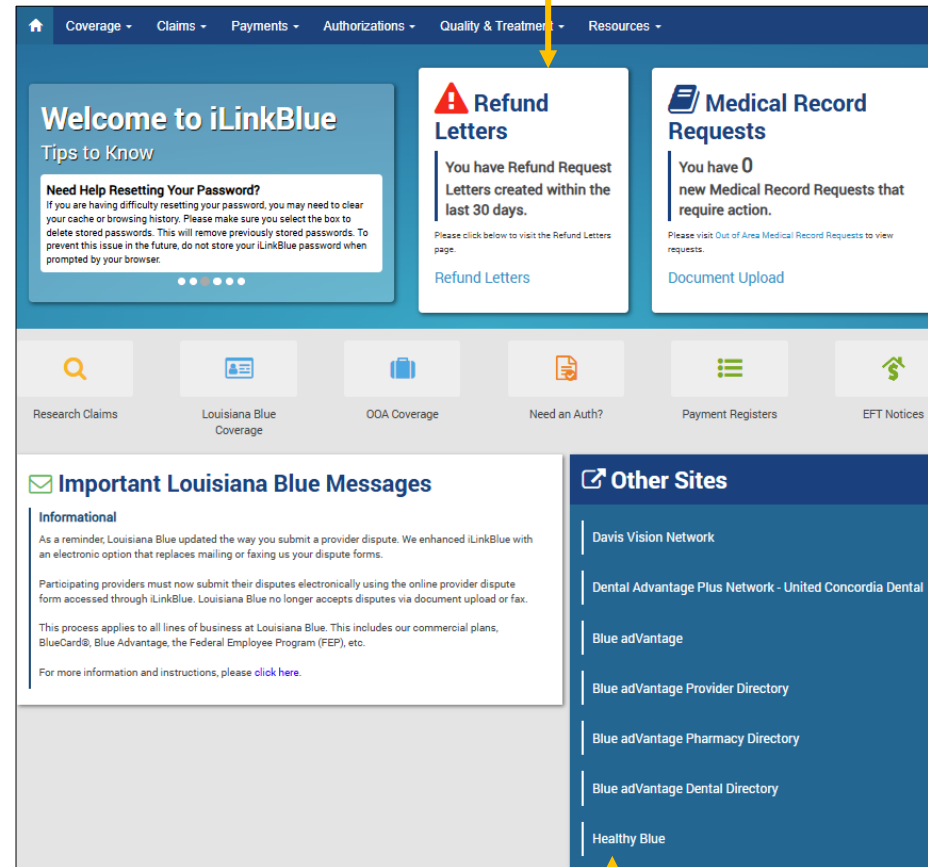 Coverage Claims Payments Authorizations Quality & Treatment Resources
Welcome to iLinkBlue
Tips to Know
Need Help Resetting Your Password?
If you are having difficulty resetting your password, you may need to clear
your cache or browsing history. Please make sure you select the box to
delete stored passwords. This will remove previously stored passwords. To
prevent this issue in the future, do not store your iLinkBlue password when
prompted by your browser.
Refund
Letters
You have Refund Request
Letters created within the
last 30 days.
Please click below to visit the Refund Letters
page.
Refund Letters
Medical Record
Requests
You have 0
new Medical Record Requests that
require action.
Please visit Out of Area Medical Record Requests to view
requests.
Document Upload
Research Claims
Louisiana Blue
Coverage
OOA Coverage
Need an Auth?
Payment Registers
EFT Notices
Important Louisiana Blue Messages
Informational
As a reminder, Louisiana Blue updated the way you submit a provider dispute. We enhanced iLinkBlue with
an electronic option that replaces mailing or faxing us your dispute forms.
Participating providers must now submit their disputes electronically using the online provider dispute
form accessed through iLinkBlue. Louisiana Blue no longer accepts disputes via document upload or fax.
This process applies to all lines of business at Louisiana Blue. This includes our commercial plans,
BlueCard®, Blue Advantage, the Federal Employee Program (FEP), etc.
For more information and instructions, please click here.
Other Sites
Davis Vision Network
Dental Advantage Plus Network - United Concordia Dental
Blue adVantage
Blue adVantage Provider Directory
Blue adVantage Pharmacy Directory
Blue adVantage Dental Directory
Healthy Blue